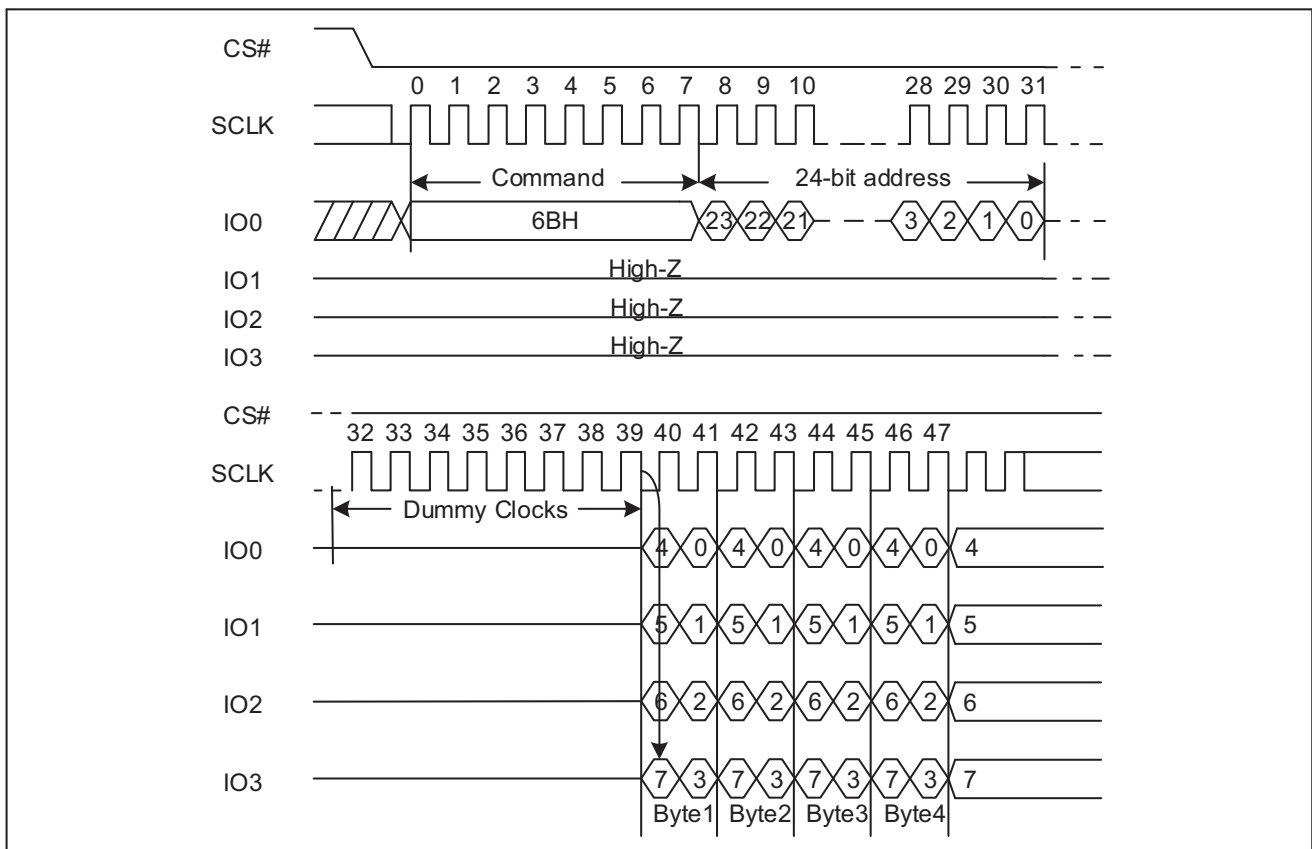 CS#
0 1 2 3 4 5 6 7 8 9 10 28 29 30 31
SCLK
Command 24-bit address
IO0 6BH 23 22 21 3 2 1 0
IO1 High-Z
IO2 High-Z
IO3 High-Z
CS#
32 33 34 35 36 37 38 39 40 41 42 43 44 45 46 47
SCLK
Dummy Clocks
IO0 4 0 4 0 4 0 4 0 4
IO1 5 1 5 1 5 1 5 1 5
IO2 6 2 6 2 6 2 6 2 6
IO3 7 3 7 3 7 3 7 3 7
Byte1 Byte2 Byte3 Byte4